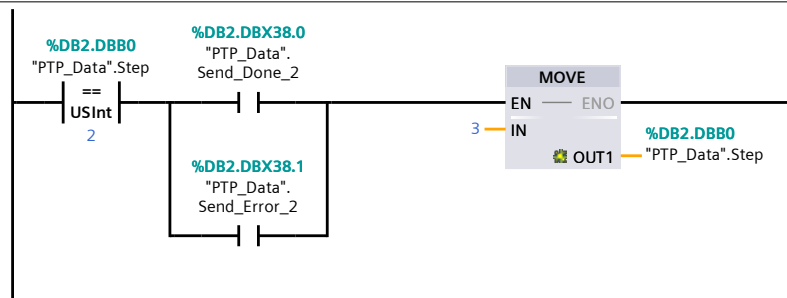 %DB2.DBB0
"PTP_Data".Step
==
USInt
2
%DB2.DBX38.0
"PTP_Data".
Send_Done_2
%DB2.DBX38.1
"PTP_Data".
Send_Error_2
MOVE
EN ENO
3 IN
OUT1
%DB2.DBB0
"PTP_Data".Step